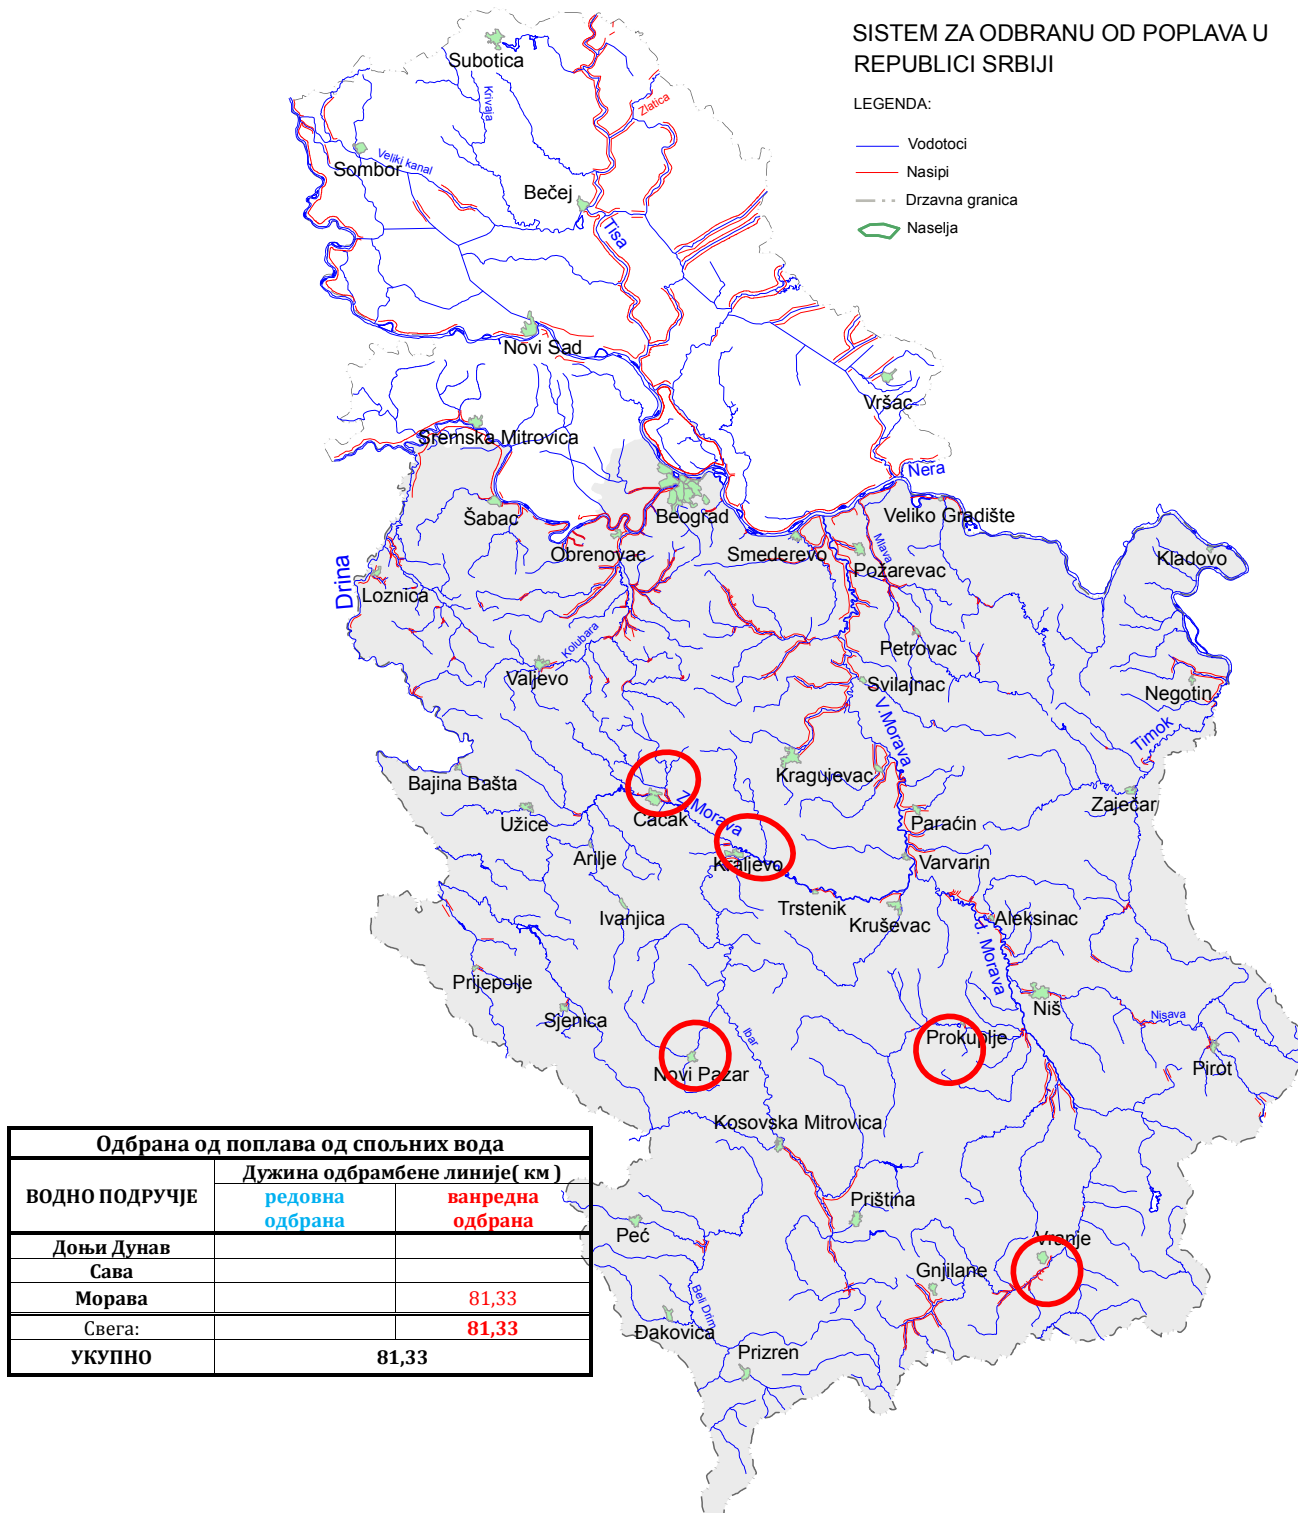 SISTEM ZA ODBRANU OD POPLAVA U
REPUBLICI SRBIJI
LEGENDA:
Vodotoci
Nasipi
Drzavna granica
Naselja
Subotica
Krivaja
Zlatica
Sombor
Veliki kanal
Bečej
Tisa
Novi Sad
Vršac
Sremska Mitrovica
Nera
Šabac
Beograd
Veliko Gradište
Obrenovac
Smederevo
Mlava
Požarevac
Kladovo
Drina
Loznica
Kolubara
Petrovac
Valjevo
Svilajnac
Negotin
V.Morava
Timok
Bajina Bašta
Kragujevac
Zaječar
Užice
Čačak
Z.Morava
Paraćin
Arilje
Kraljevo
Varvarin
Ivanjica
Trstenik
Kruševac
Aleksinac
J. Morava
Prijepolje
Niš
Sjenica
Ibar
Nisava
Prokuplje
Pirot
Novi Pazar
Kosovska Mitrovica
Priština
Peć
Vranje
Gnjilane
Beli Drim
Đakovica
Prizren
Одбрана од поплава од спољних вода
ВОДНО ПОДРУЧЈЕ
Дужина одбрамбене линије( км )
редовна
одбрана
ванредна
одбрана
Доњи Дунав
Сава
Морава 81,33
Свега: 81,33
УКУПНО 81,33